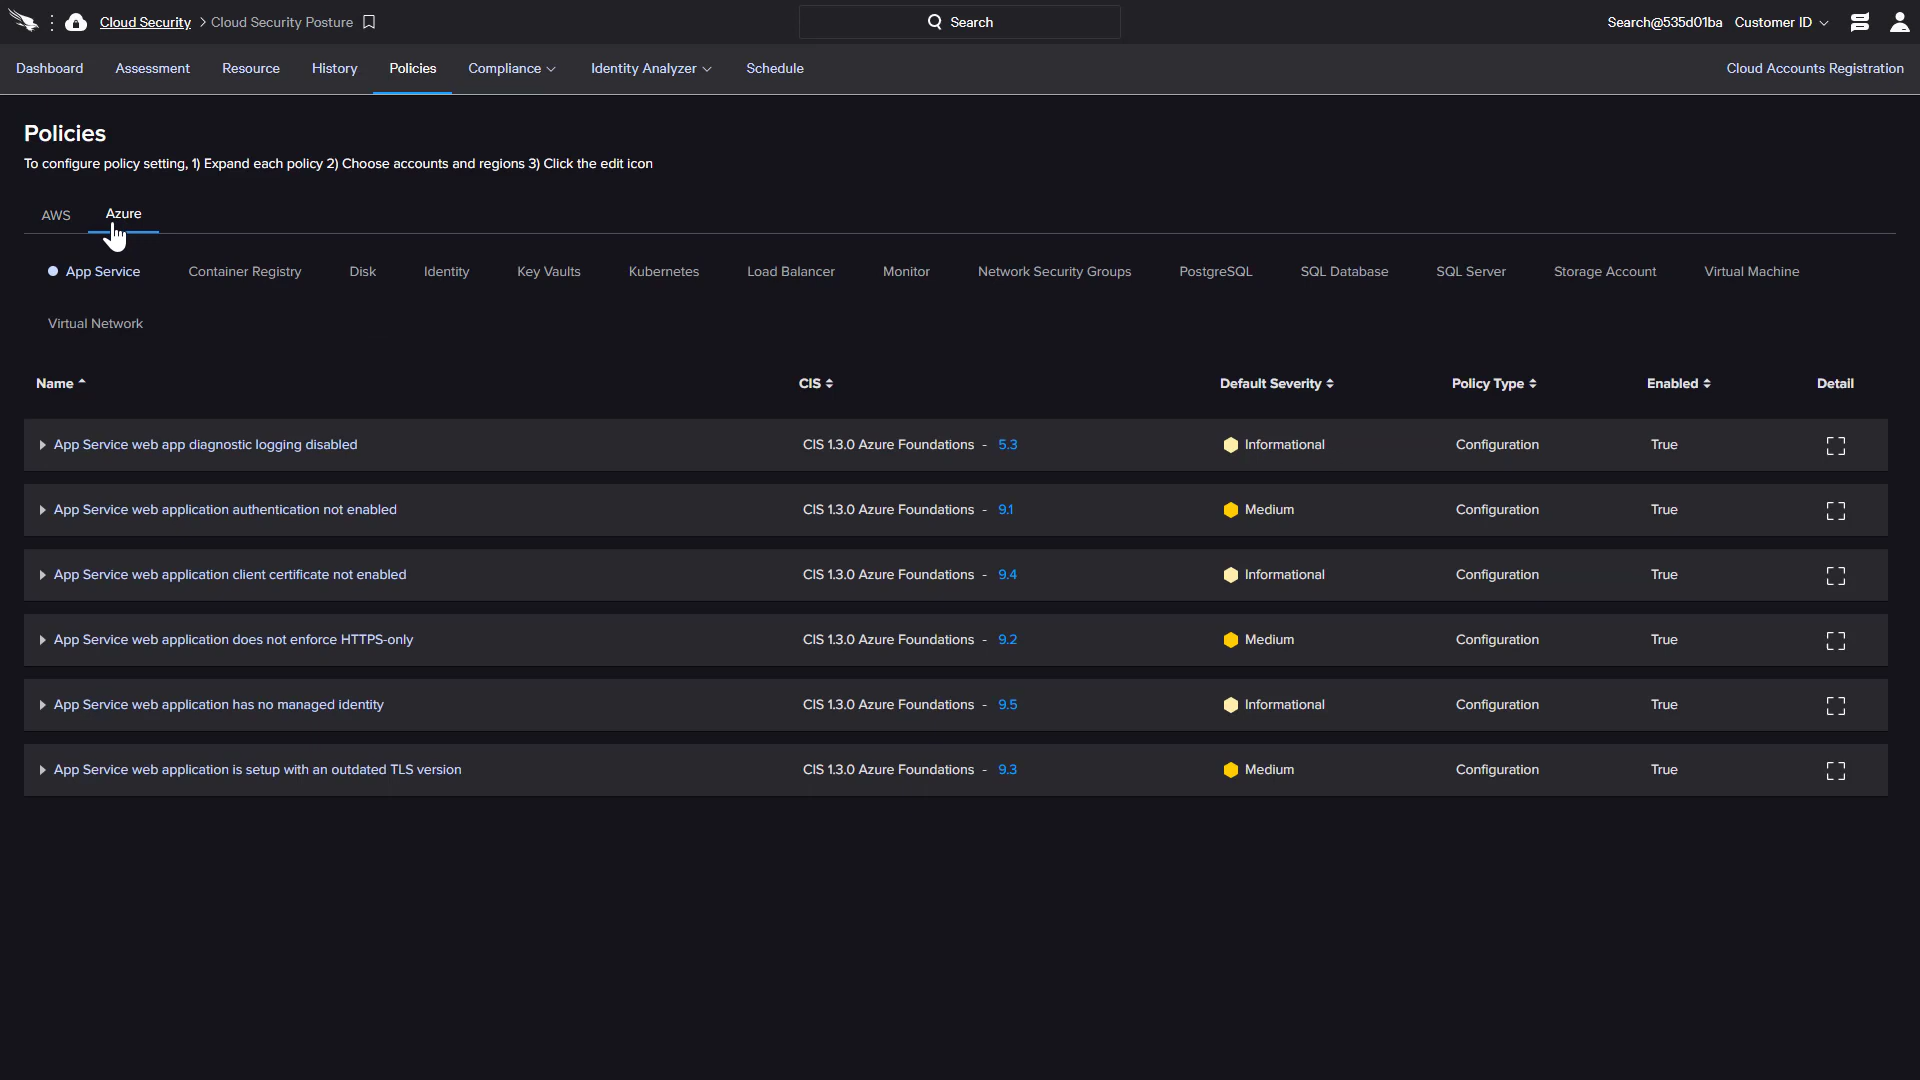 Cloud Security > Cloud Security Posture Search Search@535d01ba Customer ID
Dashboard Assessment Resource History Policies Compliance Identity Analyzer Schedule Cloud Accounts Registration
Policies
To configure policy setting, 1) Expand each policy 2) Choose accounts and regions 3) Click the edit icon
AWS Azure
App Service Container Registry Disk Identity Key Vaults Kubernetes Load Balancer Monitor Network Security Groups PostgreSQL SQL Database SQL Server Storage Account Virtual Machine
Virtual Network
Name CIS Default Severity Policy Type Enabled Detail
App Service web app diagnostic logging disabled CIS 1.3.0 Azure Foundations - 5.3 Informational Configuration True
App Service web application authentication not enabled CIS 1.3.0 Azure Foundations - 9.1 Medium Configuration True
App Service web application client certificate not enabled CIS 1.3.0 Azure Foundations - 9.4 Informational Configuration True
App Service web application does not enforce HTTPS-only CIS 1.3.0 Azure Foundations - 9.2 Medium Configuration True
App Service web application has no managed identity CIS 1.3.0 Azure Foundations - 9.5 Informational Configuration True
App Service web application is setup with an outdated TLS version CIS 1.3.0 Azure Foundations - 9.3 Medium Configuration True